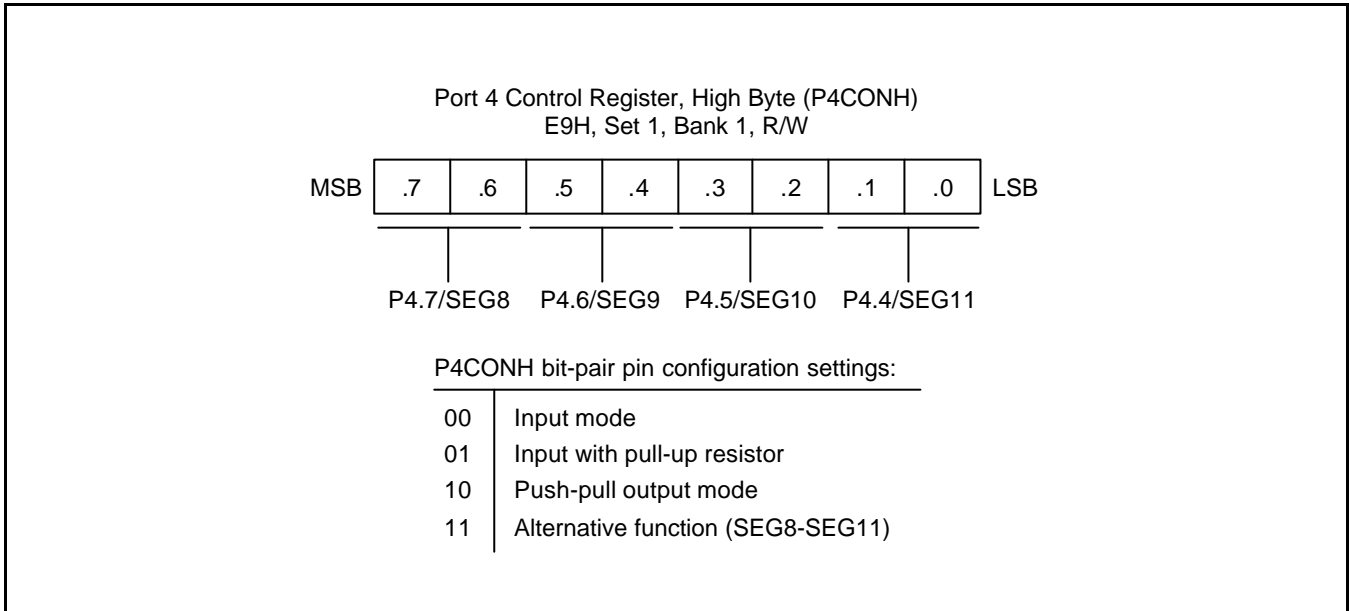 Port 4 Control Register, High Byte (P4CONH)
E9H, Set 1, Bank 1, R/W
MSB .7 .6 .5 .4 .3 .2 .1 .0 LSB
P4.7/SEG8 P4.6/SEG9 P4.5/SEG10 P4.4/SEG11
P4CONH bit-pair pin configuration settings:
00 Input mode
01 Input with pull-up resistor
10 Push-pull output mode
11 Alternative function (SEG8-SEG11)